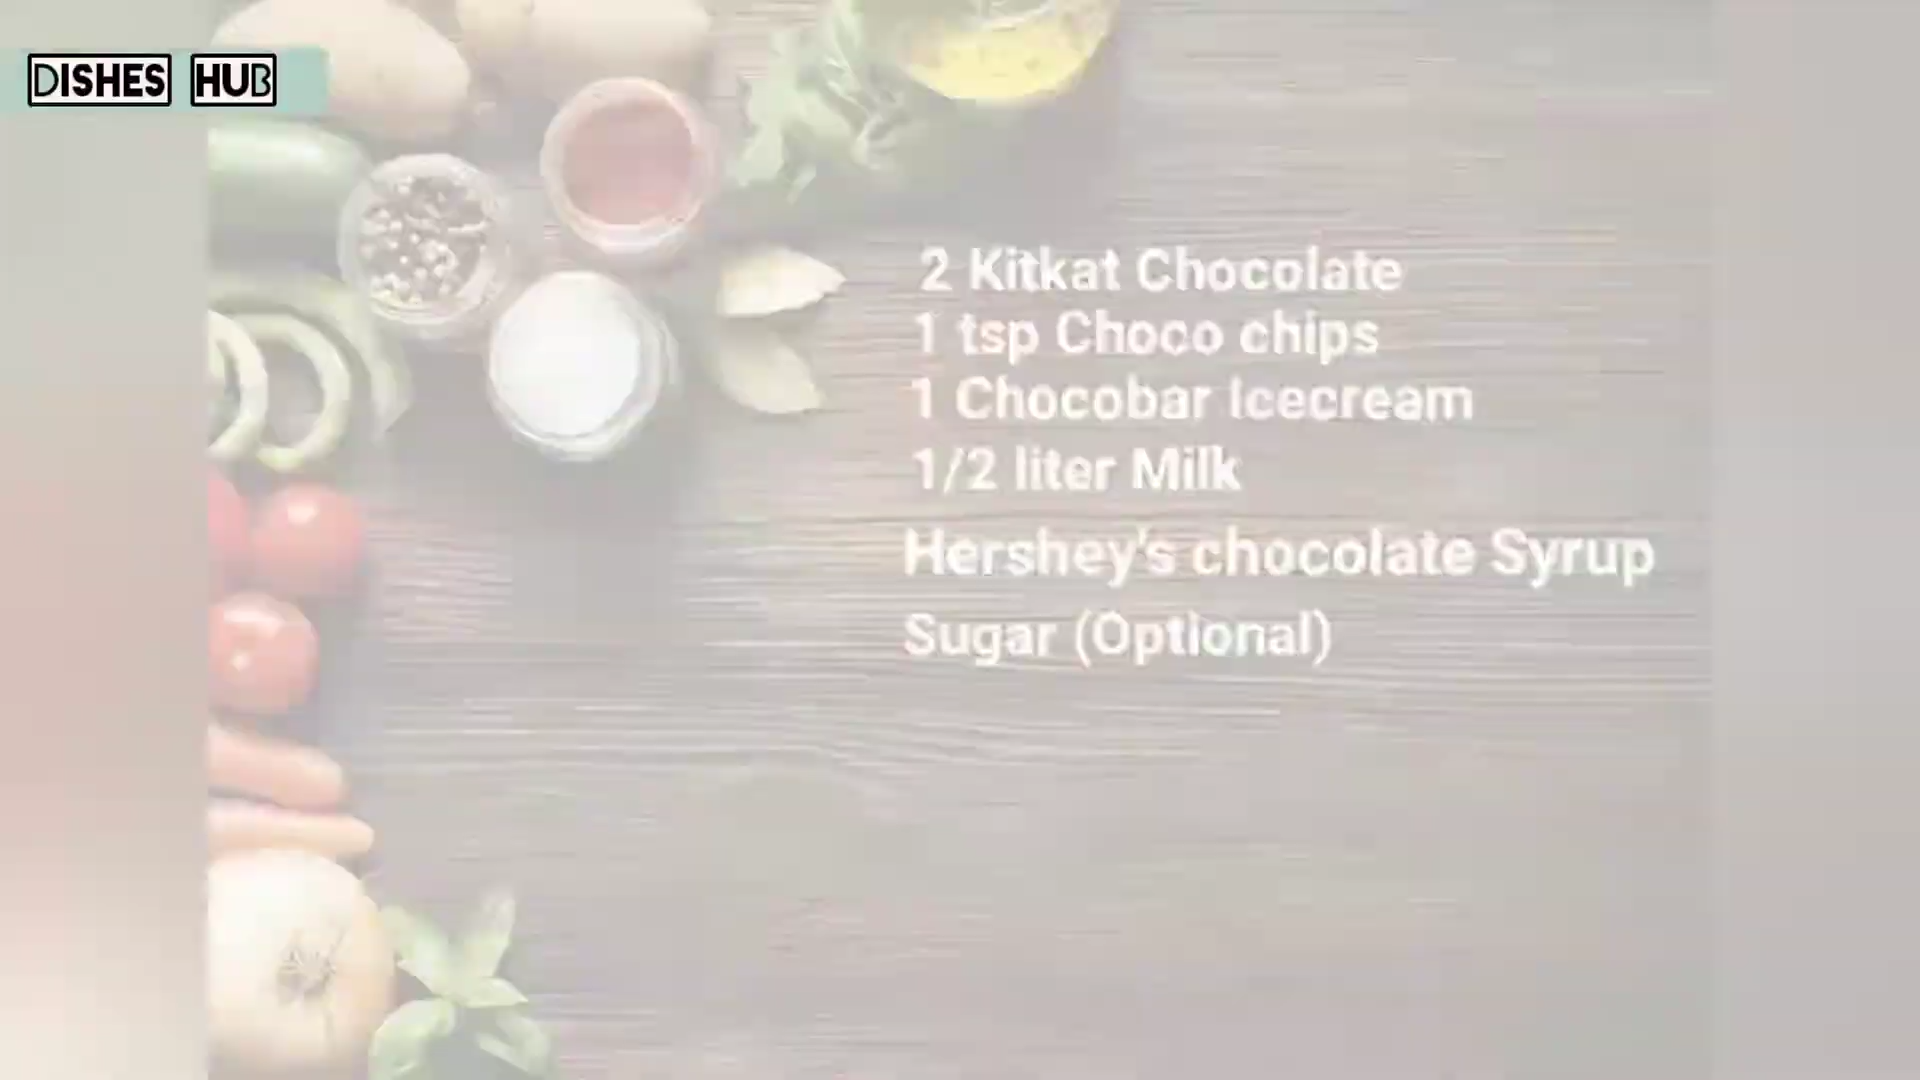 DISHES HUB
2 Kitkat Chocolate
1 tsp Choco chips
1 Chocobar Icecream
1/2 liter Milk
Hershey's chocolate Syrup
Sugar (Optional)